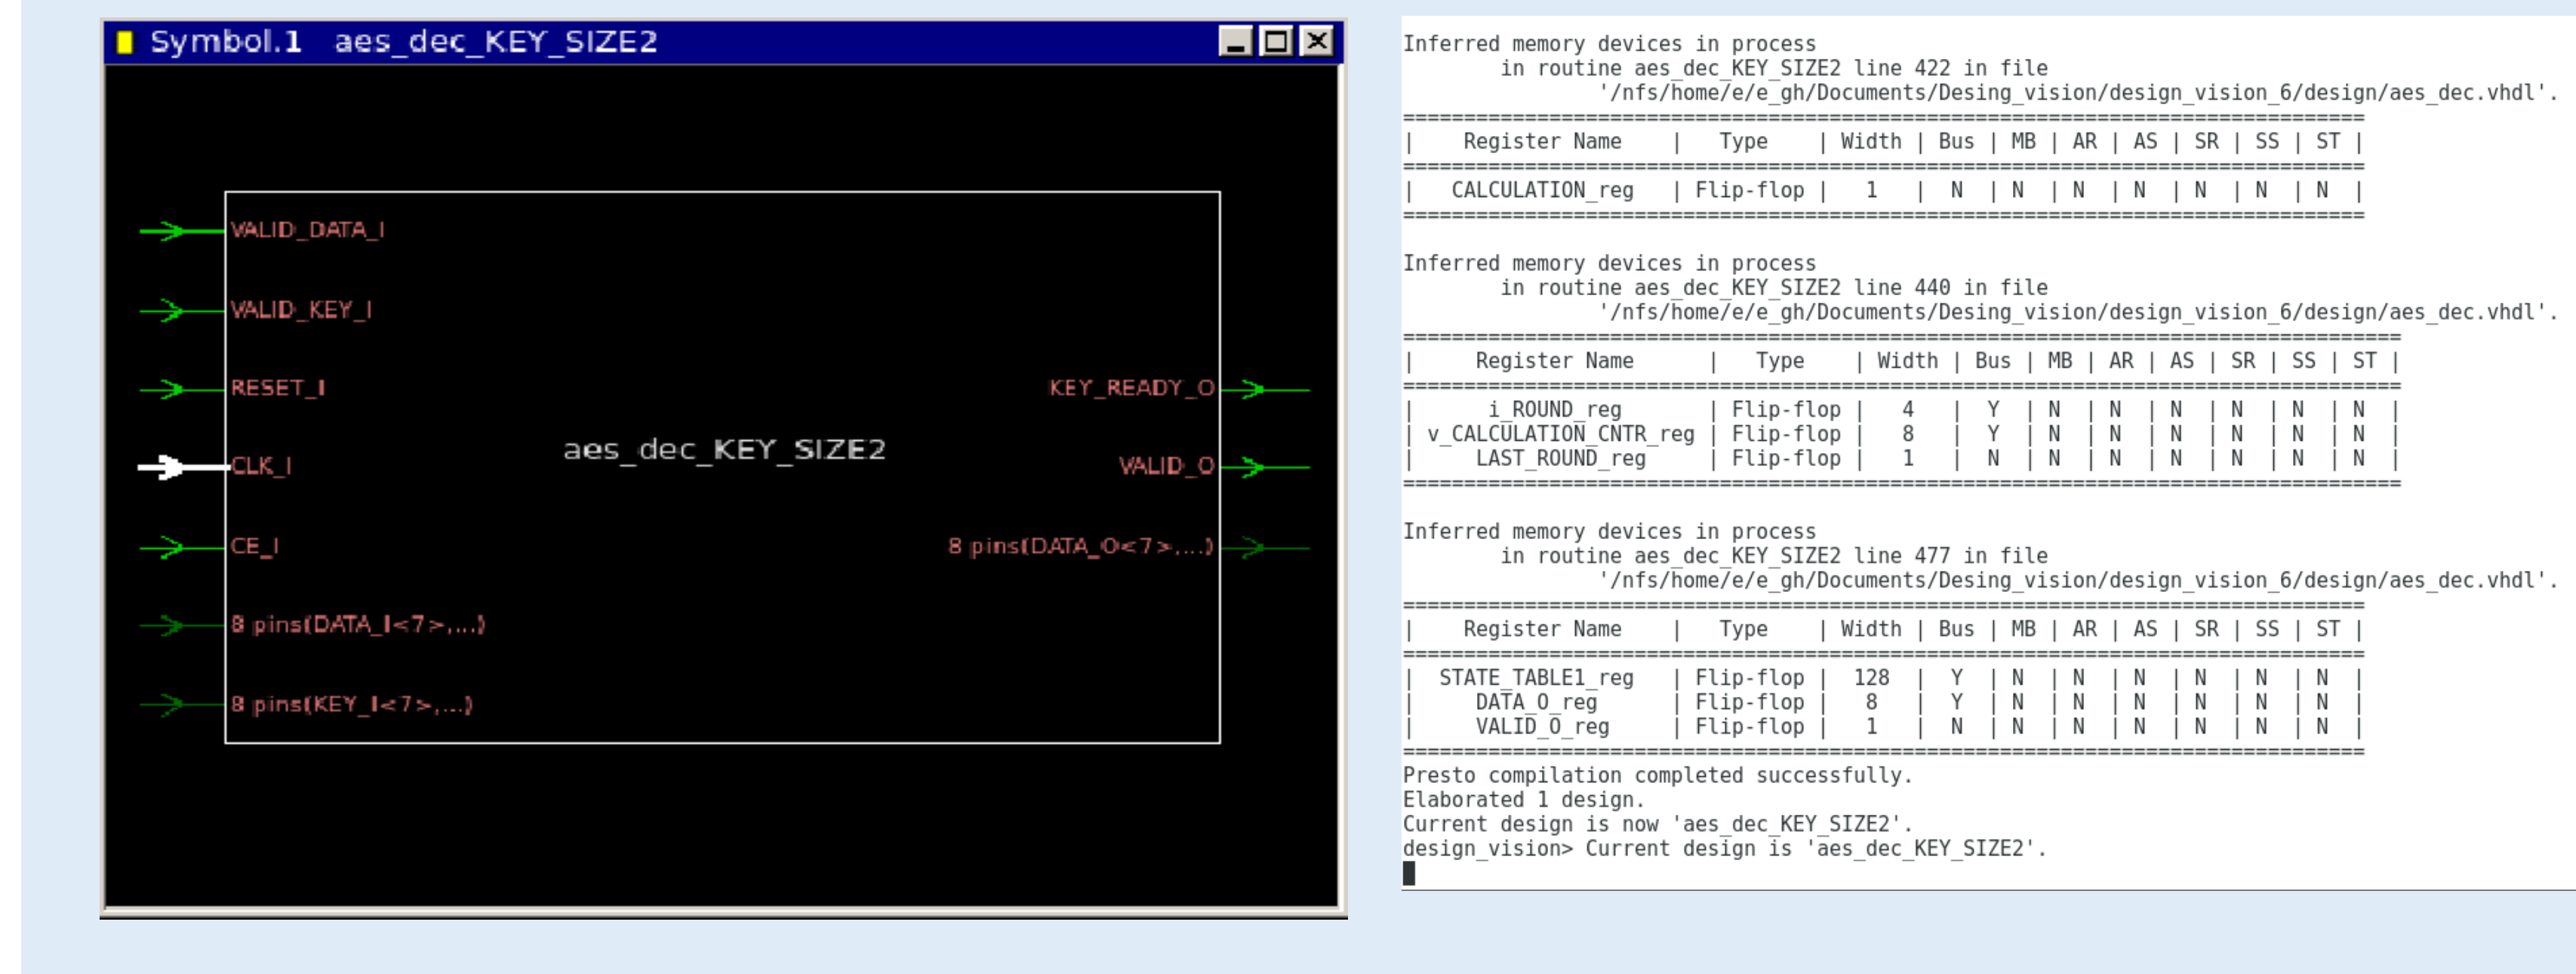 Symbol.1 aes_dec_KEY_SIZE2
VALID_DATA_I
VALID_KEY_I
RESET_I
CLK_I
CE_I
8 pins(DATA_I<7>,...)
8 pins(KEY_I<7>,...)
aes_dec_KEY_SIZE2
KEY_READY_O
VALID_O
8 pins(DATA_O<7>,...)
Inferred memory devices in process
in routine aes_dec_KEY_SIZE2 line 422 in file
'/nfs/home/e/e_gh/Documents/Desing_vision/design_vision_6/design/aes_dec.vhdl'.
===============================================================================
| Register Name | Type | Width | Bus | MB | AR | AS | SR | SS | ST |
===============================================================================
| CALCULATION_reg | Flip-flop | 1 | N | N | N | N | N | N | N |
===============================================================================
Inferred memory devices in process
in routine aes_dec_KEY_SIZE2 line 440 in file
'/nfs/home/e/e_gh/Documents/Desing_vision/design_vision_6/design/aes_dec.vhdl'.
==================================================================================
| Register Name | Type | Width | Bus | MB | AR | AS | SR | SS | ST |
==================================================================================
| i_ROUND_reg | Flip-flop | 4 | Y | N | N | N | N | N | N |
| v_CALCULATION_CNTR_reg | Flip-flop | 8 | Y | N | N | N | N | N | N |
| LAST_ROUND_reg | Flip-flop | 1 | N | N | N | N | N | N | N |
==================================================================================
Inferred memory devices in process
in routine aes_dec_KEY_SIZE2 line 477 in file
'/nfs/home/e/e_gh/Documents/Desing_vision/design_vision_6/design/aes_dec.vhdl'.
===============================================================================
| Register Name | Type | Width | Bus | MB | AR | AS | SR | SS | ST |
===============================================================================
| STATE_TABLE1_reg | Flip-flop | 128 | Y | N | N | N | N | N | N |
| DATA_O_reg | Flip-flop | 8 | Y | N | N | N | N | N | N |
| VALID_O_reg | Flip-flop | 1 | N | N | N | N | N | N | N |
===============================================================================
Presto compilation completed successfully.
Elaborated 1 design.
Current design is now 'aes_dec_KEY_SIZE2'.
design_vision> Current design is 'aes_dec_KEY_SIZE2'.